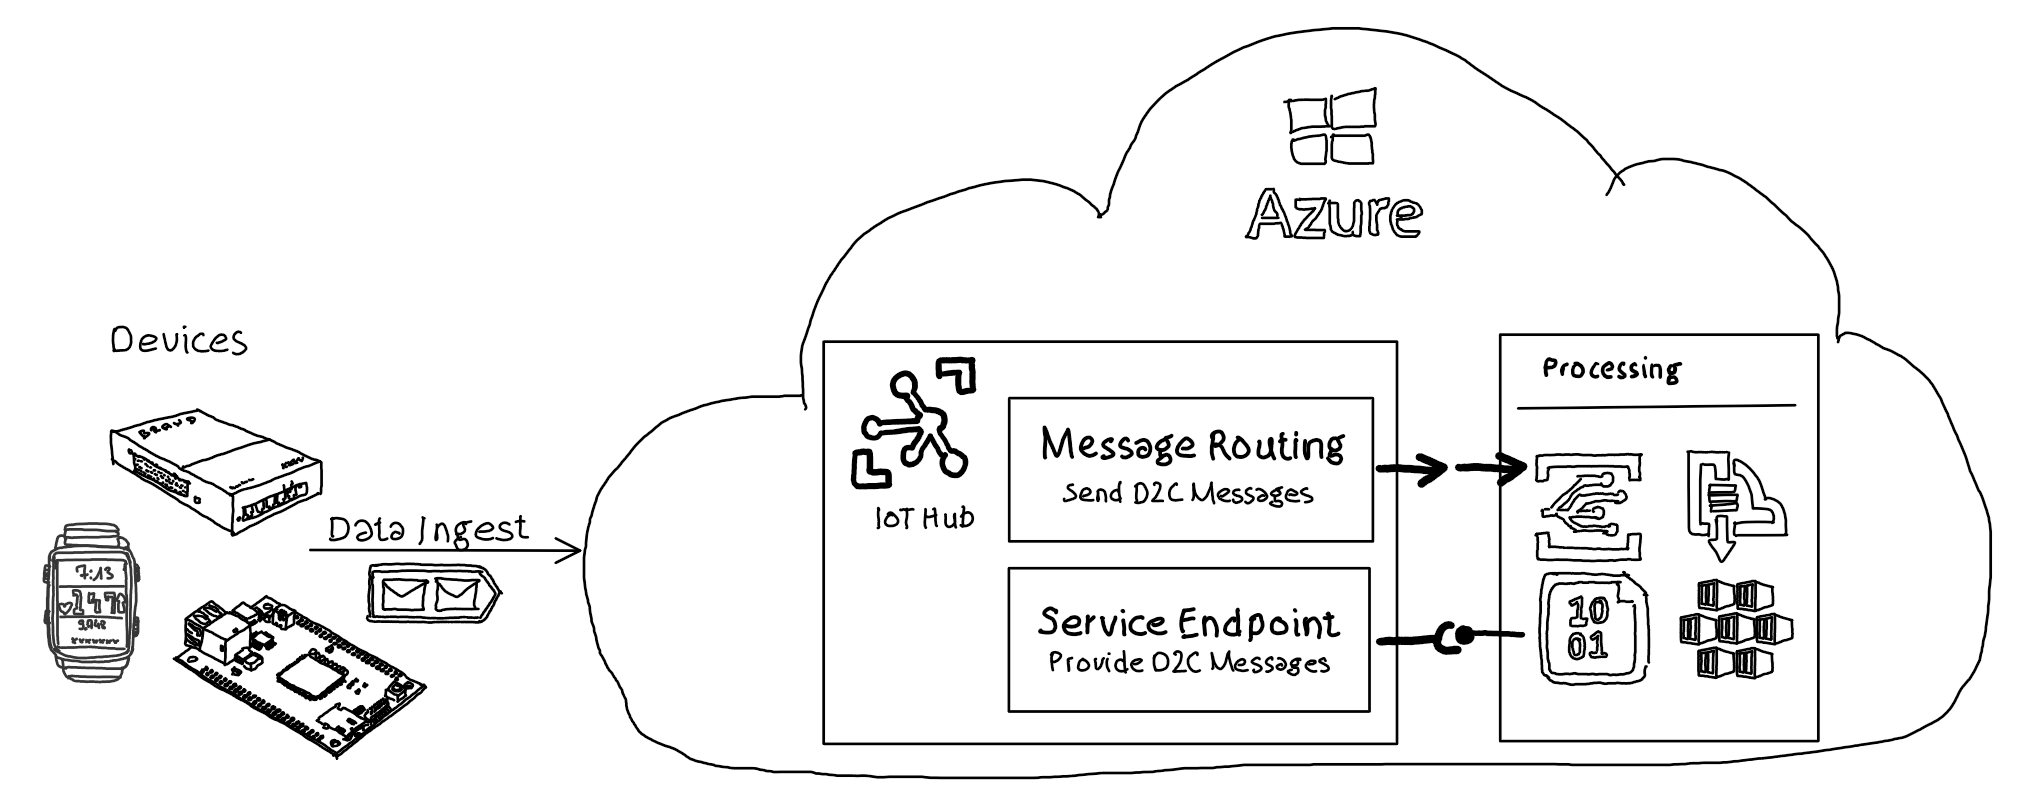 Azure
Devices
7:13
147
Data Ingest
IoT Hub
Message Routing
Send D2C Messages
Service Endpoint
Provide D2C Messages
Processing
10
01